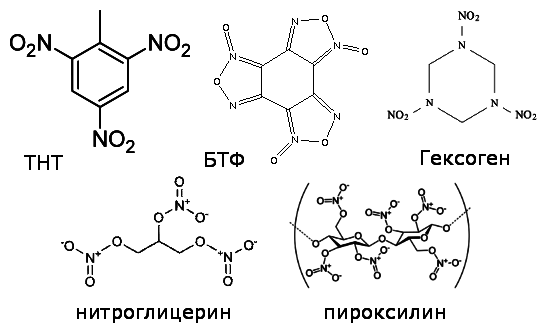 O₂N NO₂ NO₂
ТНТ
N O N O N O O N N O N O
БТФ
NO₂ N N N NO₂ NO₂
Гексоген
O N⁺ O⁻ O ⁻O N⁺ O O O N⁺ O⁻ O
нитроглицерин
O N⁺ O⁻ O O N⁺ O⁻ O O N⁺ O⁻ O O O O O O O O N⁺ O⁻ O O N⁺ O⁻ O O N⁺ O⁻ O
пироксилин